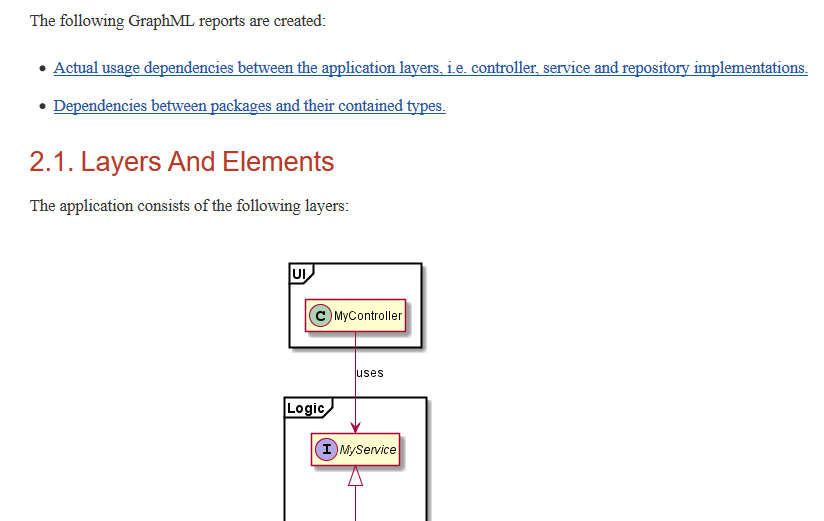 The following GraphML reports are created:
Actual usage dependencies between the application layers, i.e. controller, service and repository implementations.
Dependencies between packages and their contained types.
2.1. Layers And Elements
The application consists of the following layers:
UI
C MyController
uses
Logic
I MyService